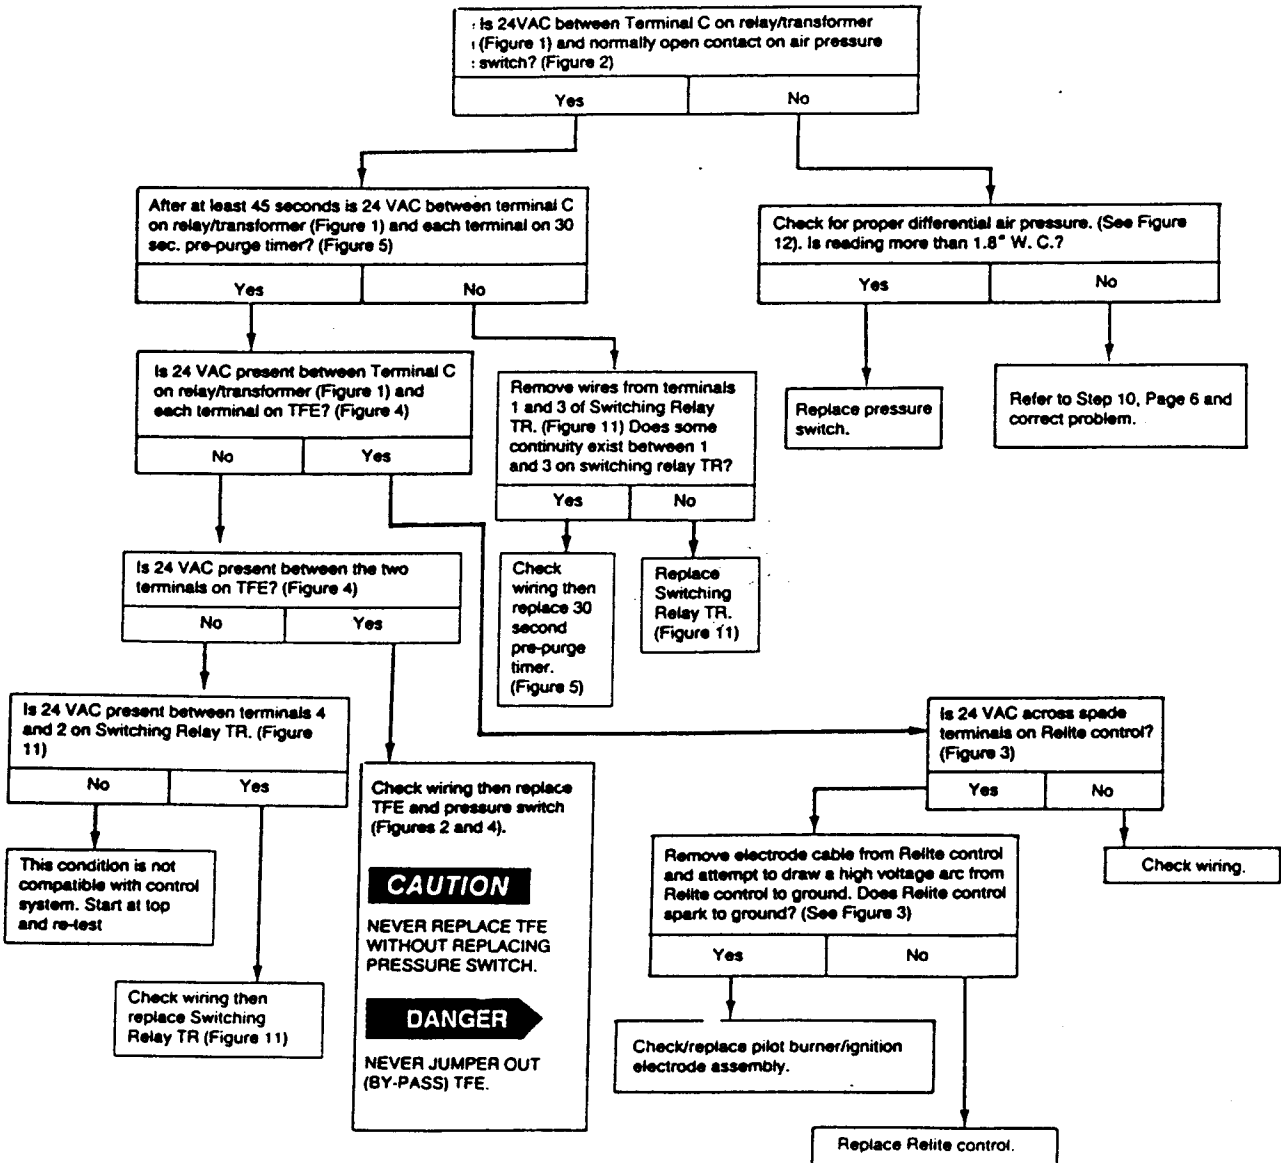 : Is 24VAC between Terminal C on relay/transformer
: (Figure 1) and normally open contact on air pressure
: switch? (Figure 2)
Yes
No
After at least 45 seconds is 24 VAC between terminal C
on relay/transformer (Figure 1) and each terminal on 30
sec. pre-purge timer? (Figure 5)
Yes
No
Check for proper differential air pressure. (See Figure
12). Is reading more than 1.8" W. C.?
Yes
No
Is 24 VAC present between Terminal C
on relay/transformer (Figure 1) and
each terminal on TFE? (Figure 4)
No
Yes
Remove wires from terminals
1 and 3 of Switching Relay
TR. (Figure 11) Does some
continuity exist between 1
and 3 on switching relay TR?
Yes
No
Replace pressure
switch.
Refer to Step 10, Page 6 and
correct problem.
Is 24 VAC present between the two
terminals on TFE? (Figure 4)
No
Yes
Check
wiring then
replace 30
second
pre-purge
timer.
(Figure 5)
Replace
Switching
Relay TR.
(Figure 11)
Is 24 VAC present between terminals 4
and 2 on Switching Relay TR. (Figure
11)
No
Yes
Is 24 VAC across spade
terminals on Relite control?
(Figure 3)
Yes
No
Check wiring then replace
TFE and pressure switch
(Figures 2 and 4).
CAUTION
NEVER REPLACE TFE
WITHOUT REPLACING
PRESSURE SWITCH.
DANGER
NEVER JUMPER OUT
(BY-PASS) TFE.
This condition is not
compatible with control
system. Start at top
and re-test
Check wiring then
replace Switching
Relay TR (Figure 11)
Remove electrode cable from Relite control
and attempt to draw a high voltage arc from
Relite control to ground. Does Relite control
spark to ground? (See Figure 3)
Yes
No
Check wiring.
Check/replace pilot burner/ignition
electrode assembly.
Replace Relite control.